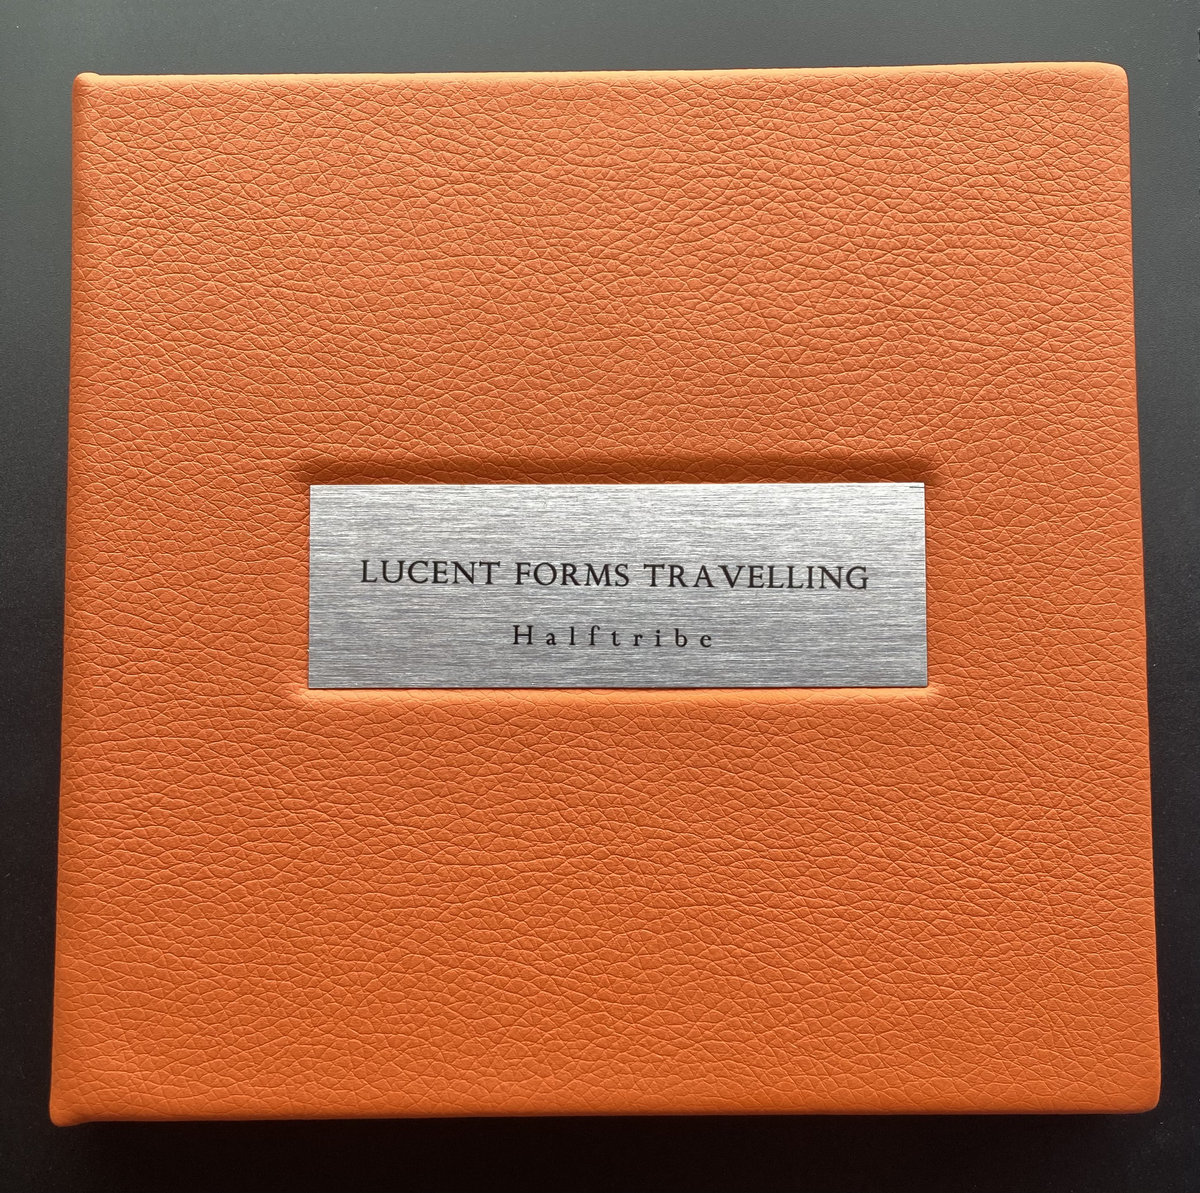 LUCENT FORMS TRAVELLING
Halftribe